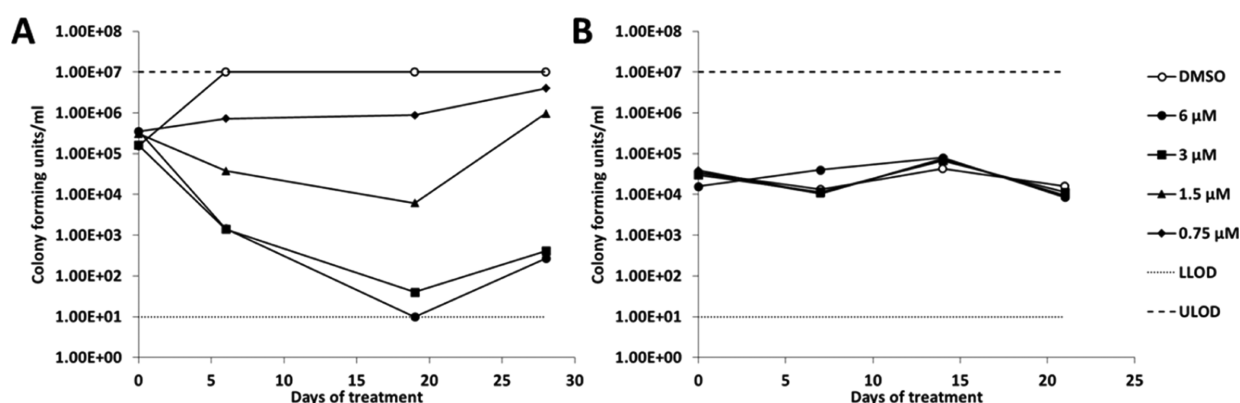 A
Colony forming units/ml
1.00E+08
1.00E+07
1.00E+06
1.00E+05
1.00E+04
1.00E+03
1.00E+02
1.00E+01
1.00E+00
0 5 10 15 20 25 30
Days of treatment
B
Colony forming units/ml
1.00E+08
1.00E+07
1.00E+06
1.00E+05
1.00E+04
1.00E+03
1.00E+02
1.00E+01
1.00E+00
0 5 10 15 20 25
Days of treatment
DMSO
6 μM
3 μM
1.5 μM
0.75 μM
LLOD
ULOD